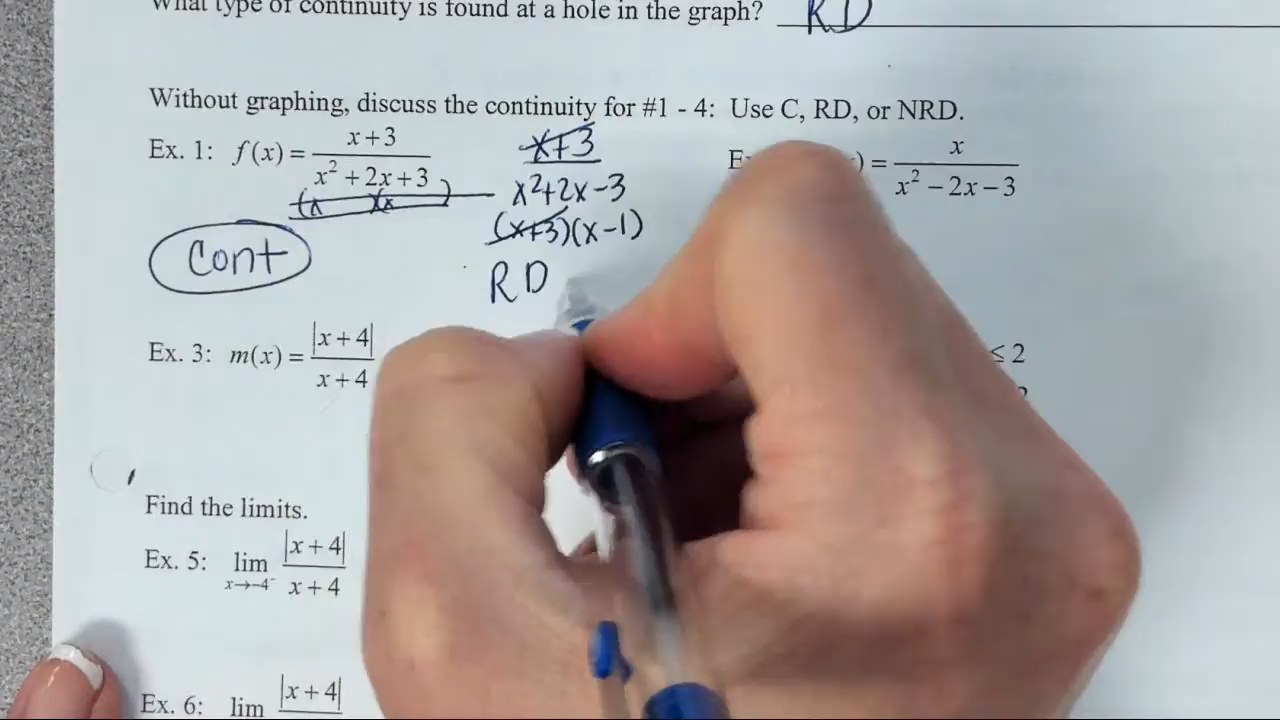 What type of continuity is found at a hole in the graph? RD
Without graphing, discuss the continuity for #1 - 4: Use C, RD, or NRD.
Ex. 1: f(x) = x+3 / x² + 2x + 3
x+3
x²+2x-3
(x+3)(x-1)
(x )(x )
Cont
RD
) = x / x² - 2x - 3
Ex. 3: m(x) = |x+4| / x+4
≤ 2
Find the limits.
Ex. 5: lim x→-4⁻ |x+4| / x+4
Ex. 6: lim |x+4|